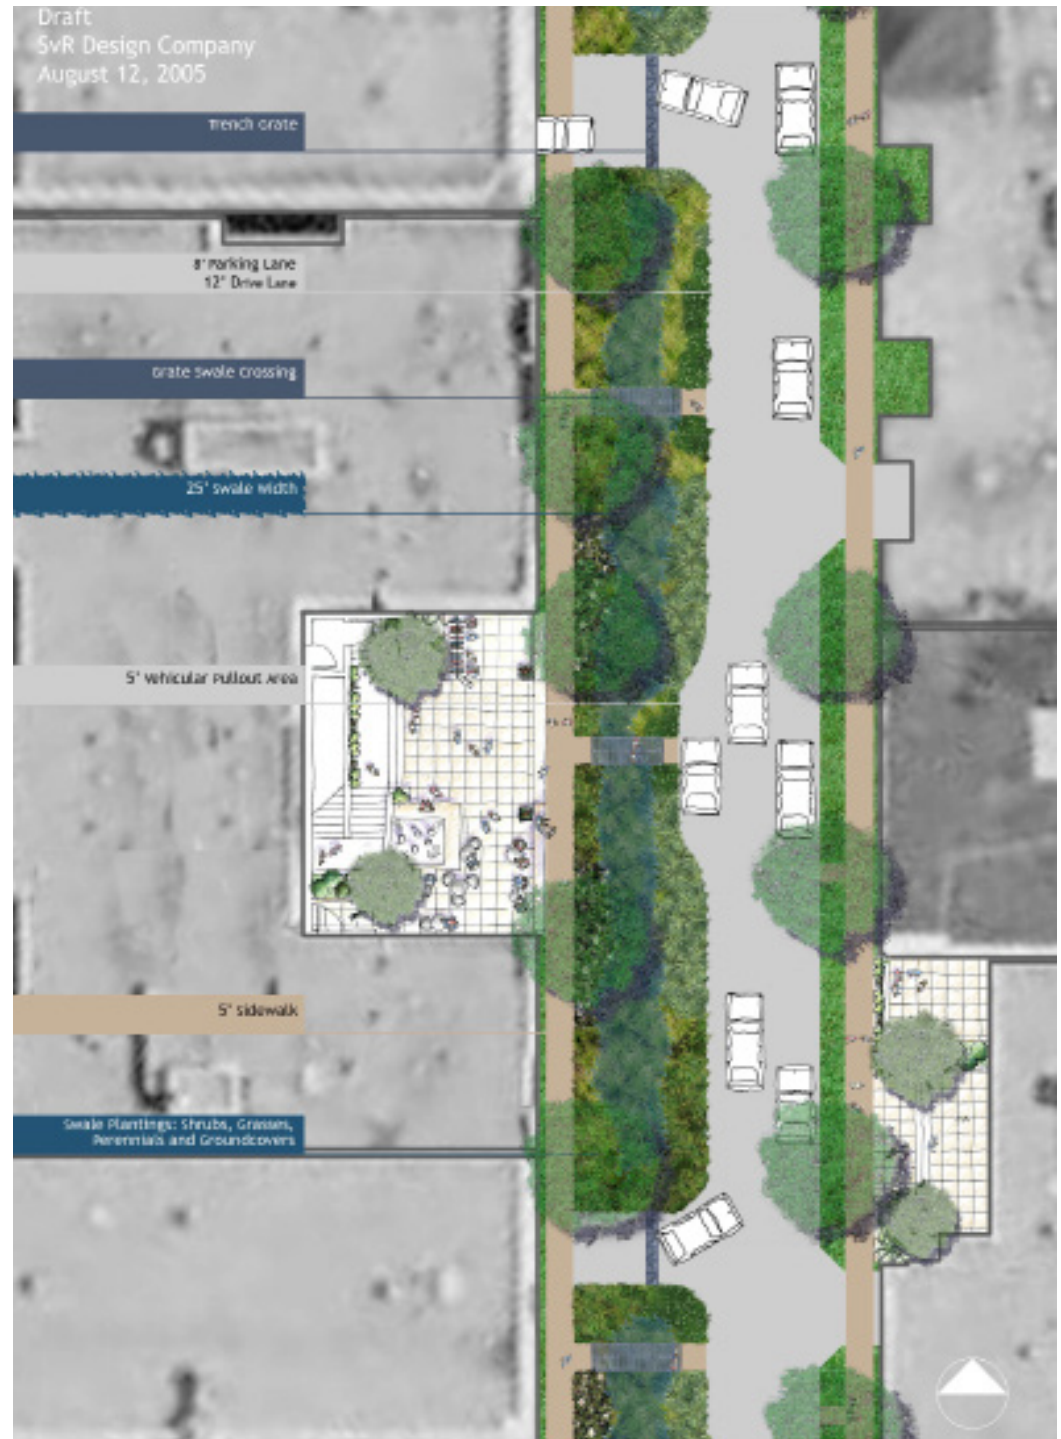 Draft
SvR Design Company
August 12, 2005
Trench Grate
8' Parking Lane
12' Drive Lane
Grate Swale Crossing
25' Swale Width
5' Vehicular Pullout Area
5' Sidewalk
Swale Plantings: Shrubs, Grasses,
Perennials and Groundcovers